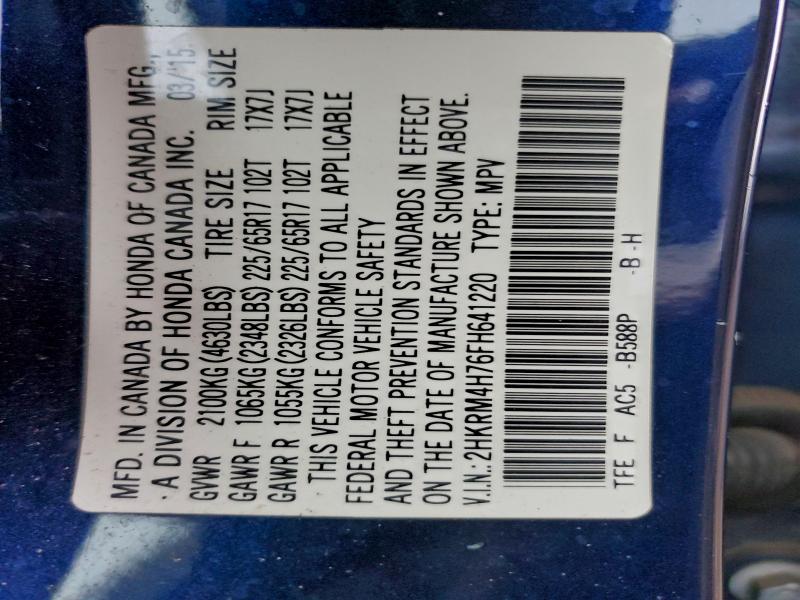 MFD. IN CANADA BY HONDA OF CANADA MFG.,
A DIVISION OF HONDA CANADA INC. 03/'15
GVWR 2100KG(4630LBS) TIRE SIZE RIM SIZE
GAWR F 1065KG(2348LBS) 225/65R17 102T 17X7J
GAWR R 1055KG(2326LBS) 225/65R17 102T 17X7J
THIS VEHICLE CONFORMS TO ALL APPLICABLE
FEDERAL MOTOR VEHICLE SAFETY
AND THEFT PREVENTION STANDARDS IN EFFECT
ON THE DATE OF MANUFACTURE SHOWN ABOVE.
V.I.N.: 2HKRM4H76FH641220 TYPE: MPV
TFE F AC5 -B588P -B -H